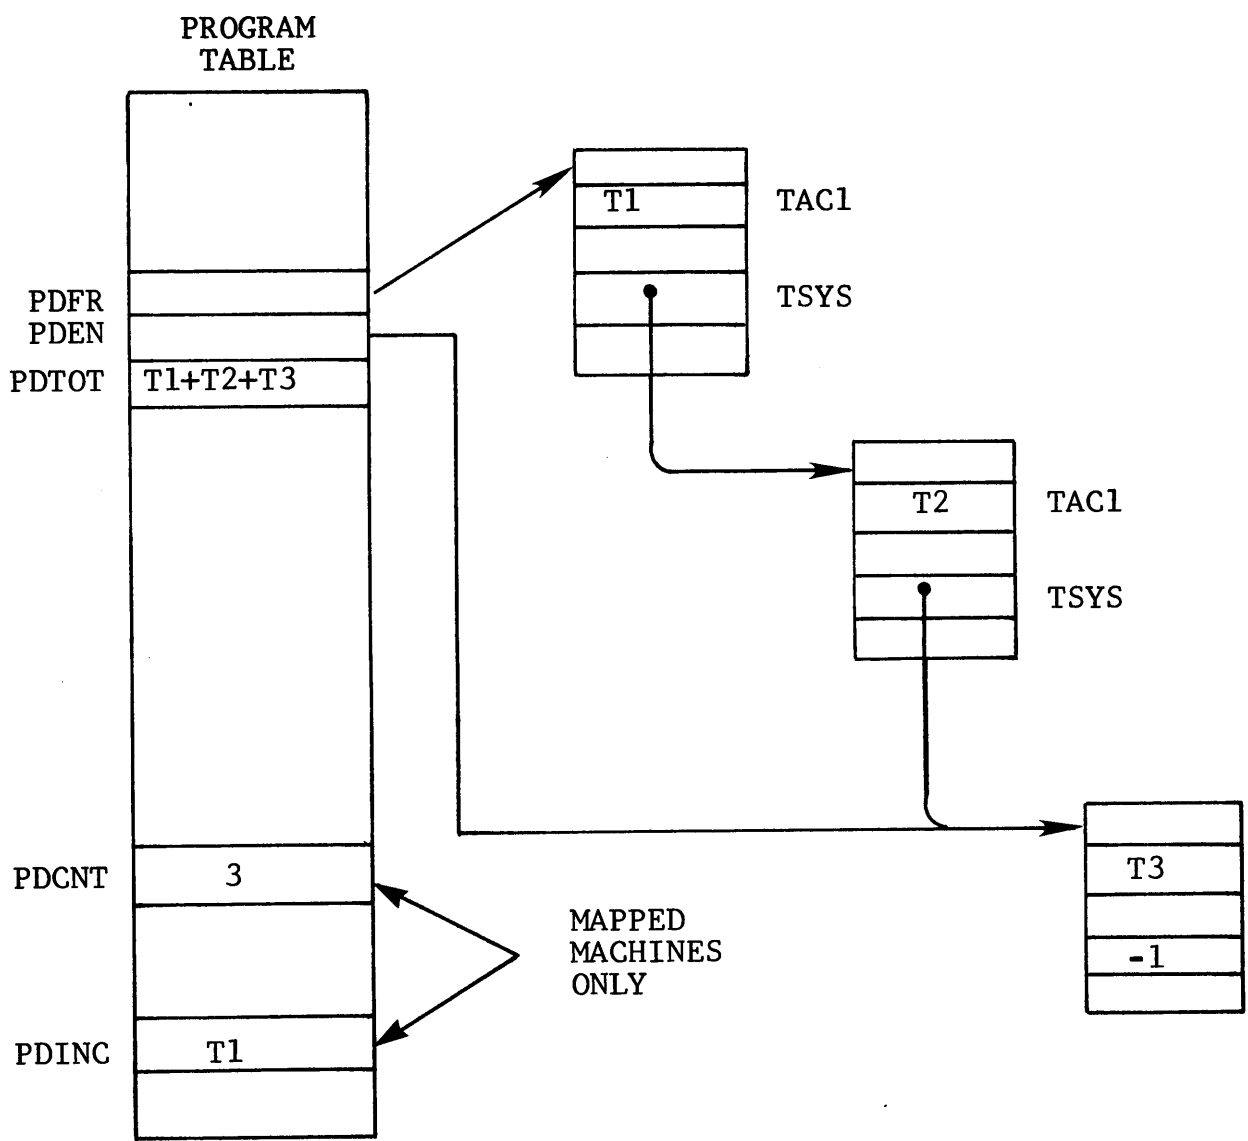 PROGRAM
TABLE
T1
TAC1
PDFR
TSYS
PDEN
PDTOT
T1+T2+T3
T2
TAC1
TSYS
PDCNT
3
T3
MAPPED
MACHINES
ONLY
-1
PDINC
T1